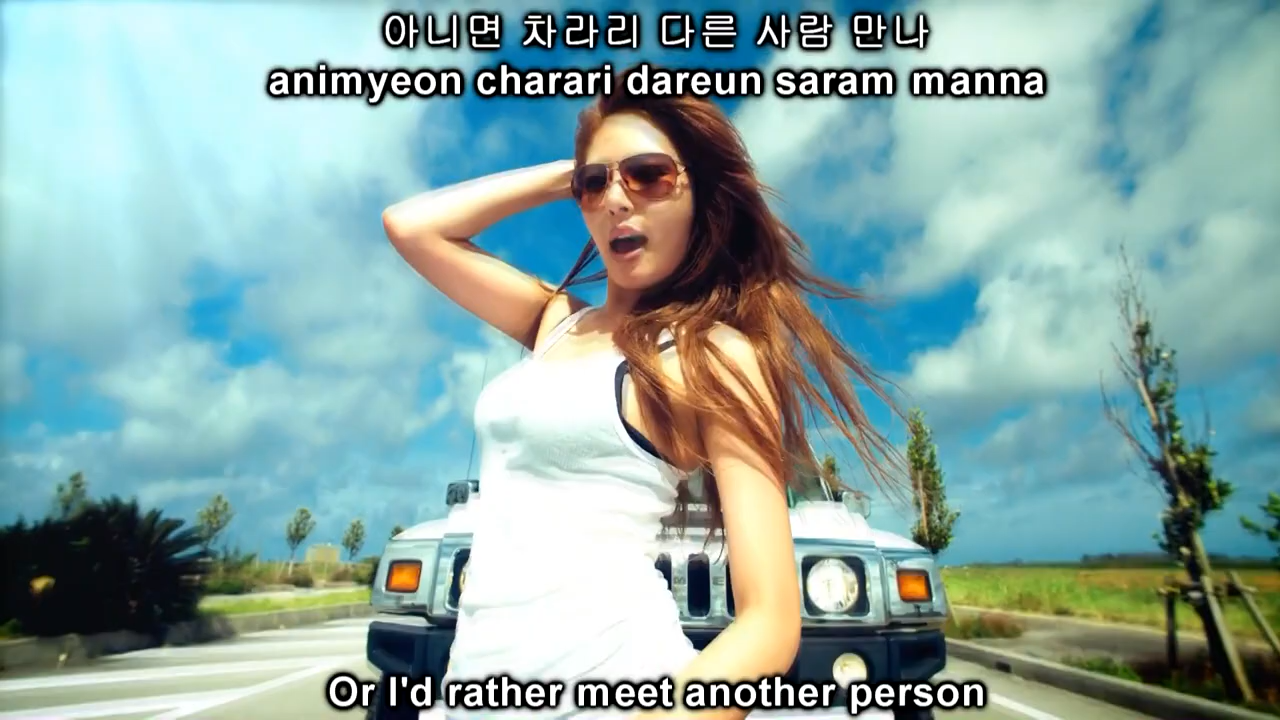 아니면 차라리 다른 사람 만나
animyeon charari dareun saram manna
Or I'd rather meet another person